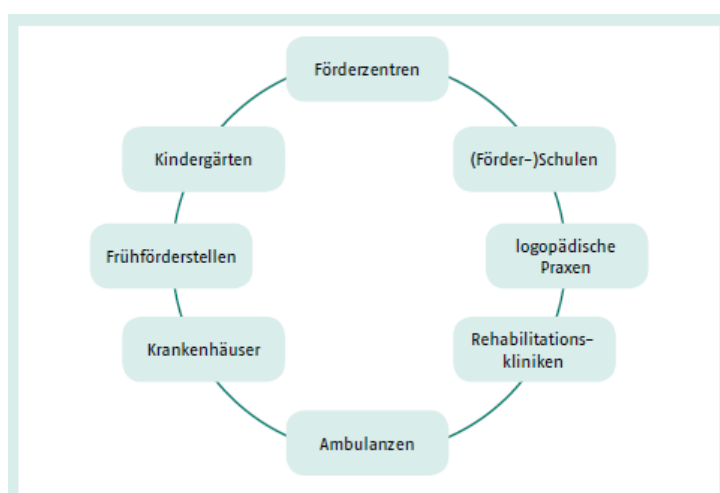 Förderzentren
Kindergärten
(Förder-)Schulen
Frühförderstellen
logopädische
Praxen
Krankenhäuser
Rehabilitations-
kliniken
Ambulanzen